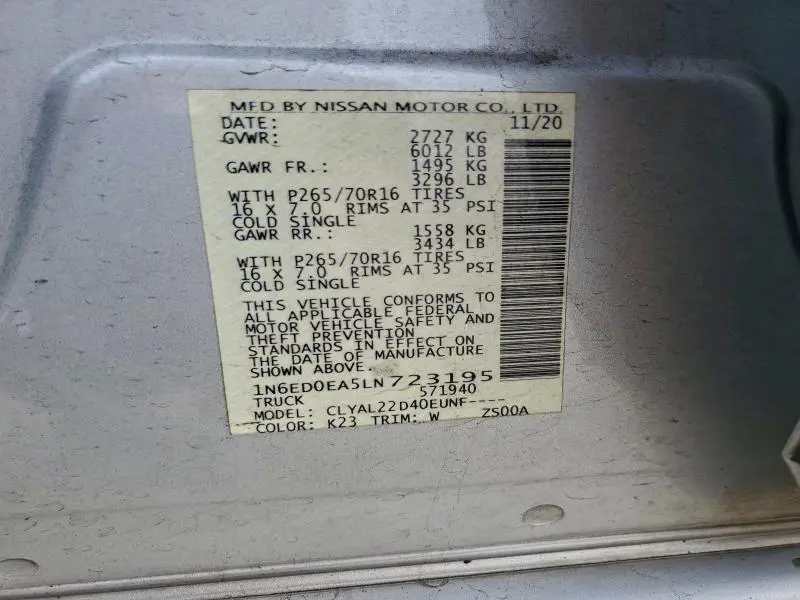 MFD BY NISSAN MOTOR CO., LTD.
DATE: 11/20
GVWR: 2727 KG
6012 LB
GAWR FR.: 1495 KG
3296 LB
WITH P265/70R16 TIRES
16 X 7.0 RIMS AT 35 PSI
COLD SINGLE
GAWR RR.: 1558 KG
3434 LB
WITH P265/70R16 TIRES
16 X 7.0 RIMS AT 35 PSI
COLD SINGLE
THIS VEHICLE CONFORMS TO
ALL APPLICABLE FEDERAL
MOTOR VEHICLE SAFETY AND
THEFT PREVENTION
STANDARDS IN EFFECT ON
THE DATE OF MANUFACTURE
SHOWN ABOVE.
1N6ED0EA5LN723195
TRUCK 571940
MODEL: CLYAL22D40EUNF----
COLOR: K23 TRIM: W ZS00A